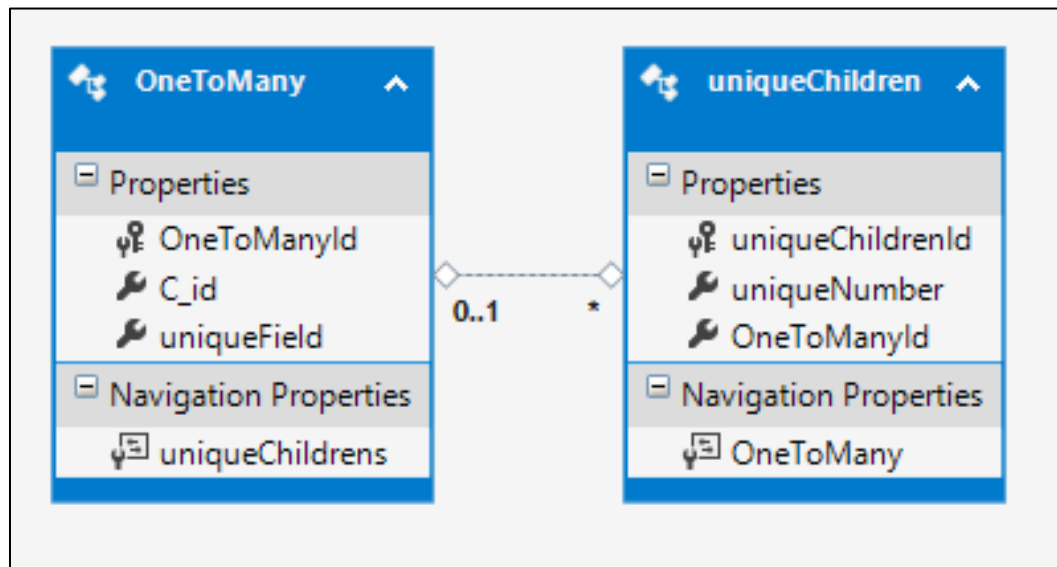 OneToMany
Properties
OneToManyId
C_id
uniqueField
Navigation Properties
uniqueChildrens
0..1 *
uniqueChildren
Properties
uniqueChildrenId
uniqueNumber
OneToManyId
Navigation Properties
OneToMany